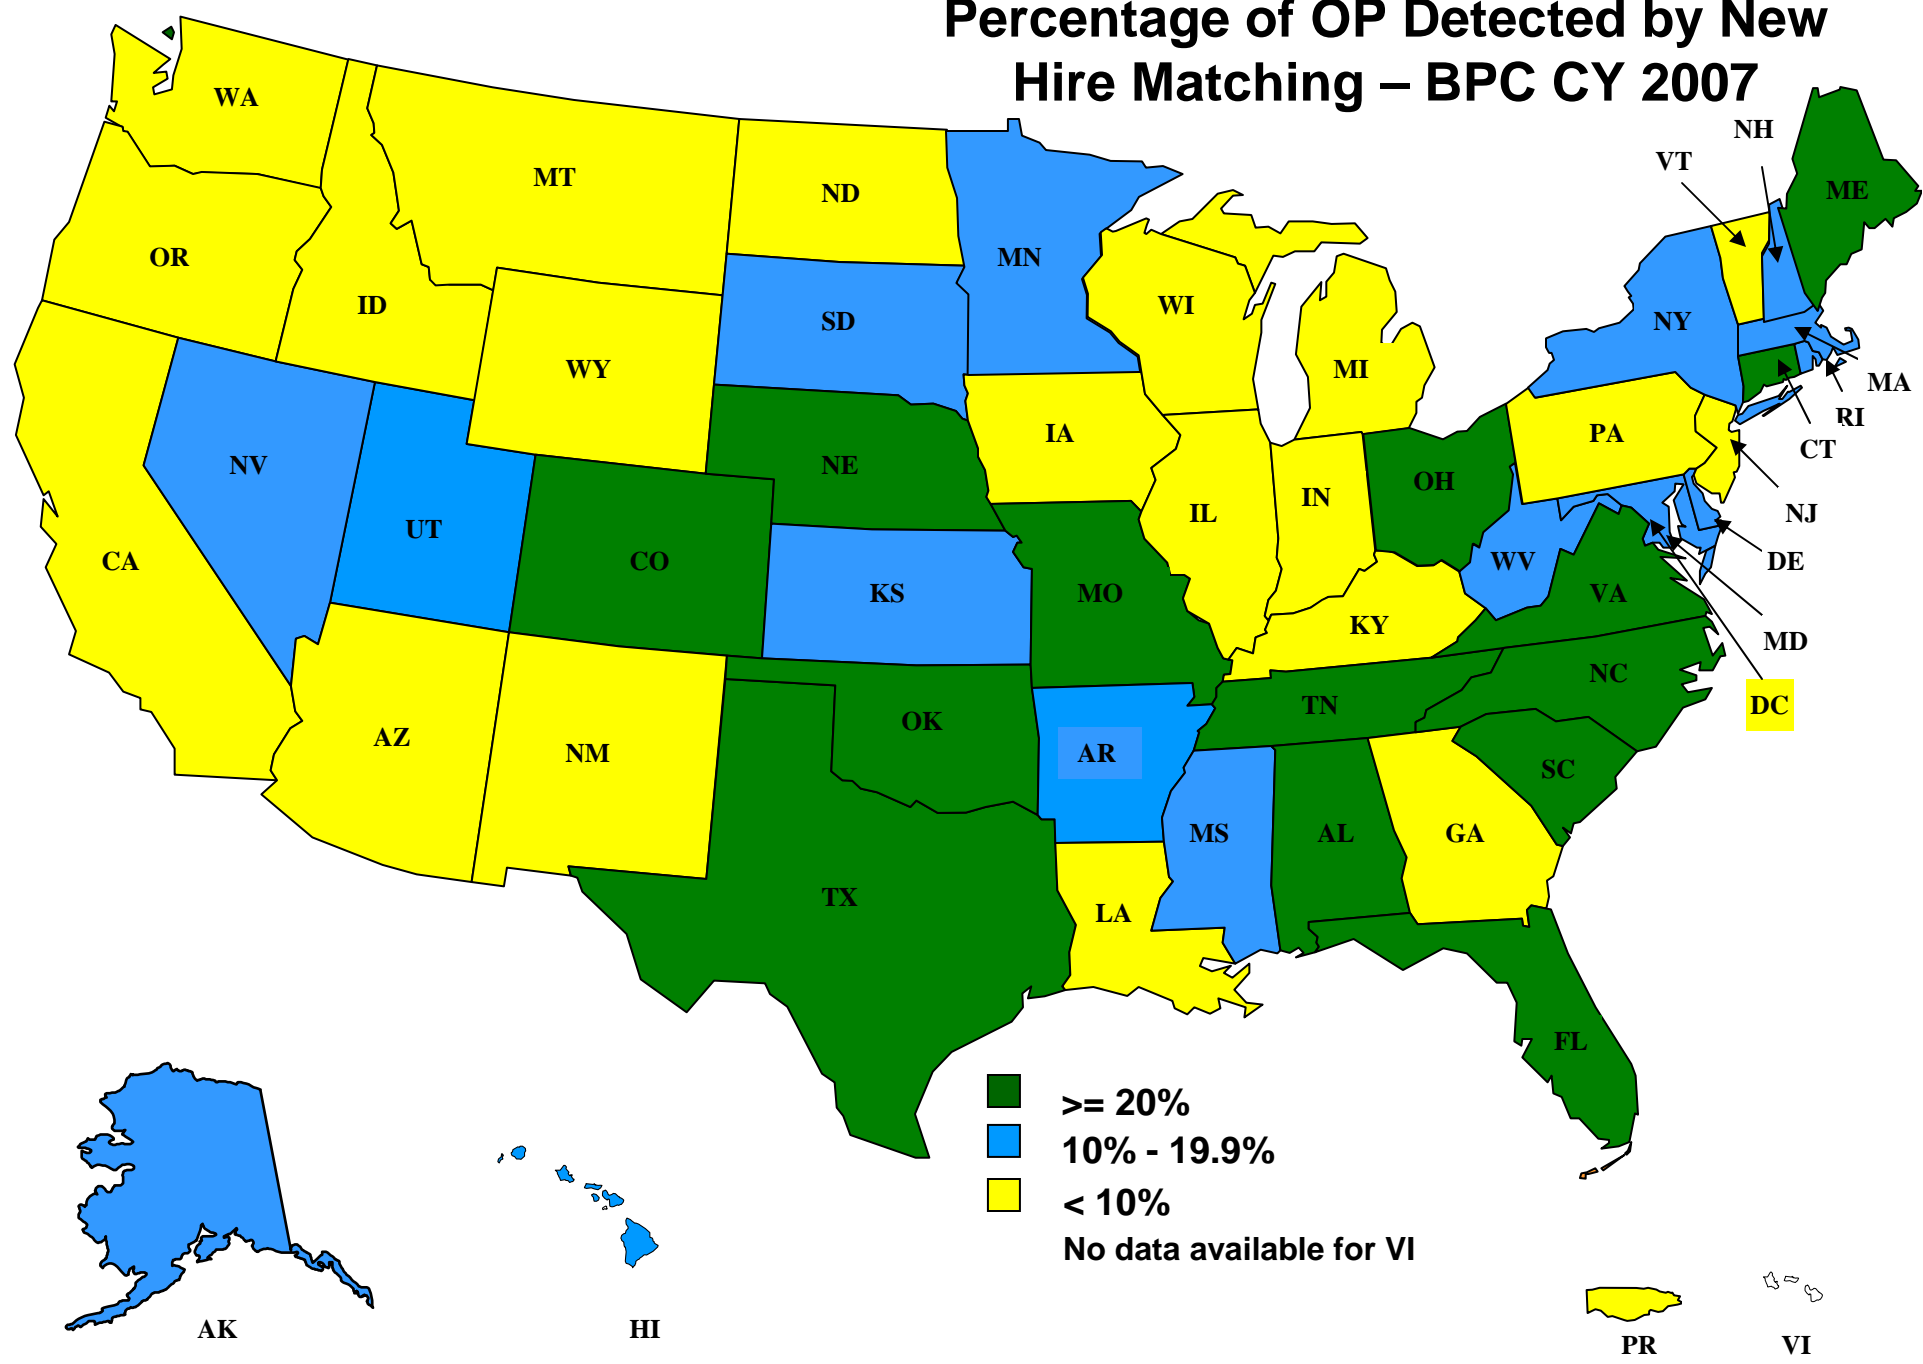 Percentage of OP Detected by New
Hire Matching – BPC CY 2007
WA
NH
VT
MT
ME
ND
OR
MN
ID
WI
SD
NY
WY
MI
MA
RI
IA
PA
CT
NV
NE
OH
IN
IL
NJ
UT
CA
CO
WV
DE
KS
MO
VA
KY
MD
NC
TN
DC
OK
AZ
NM
AR
SC
MS
AL
GA
TX
LA
FL
>= 20%
10% - 19.9%
< 10%
No data available for VI
AK
HI
PR
VI